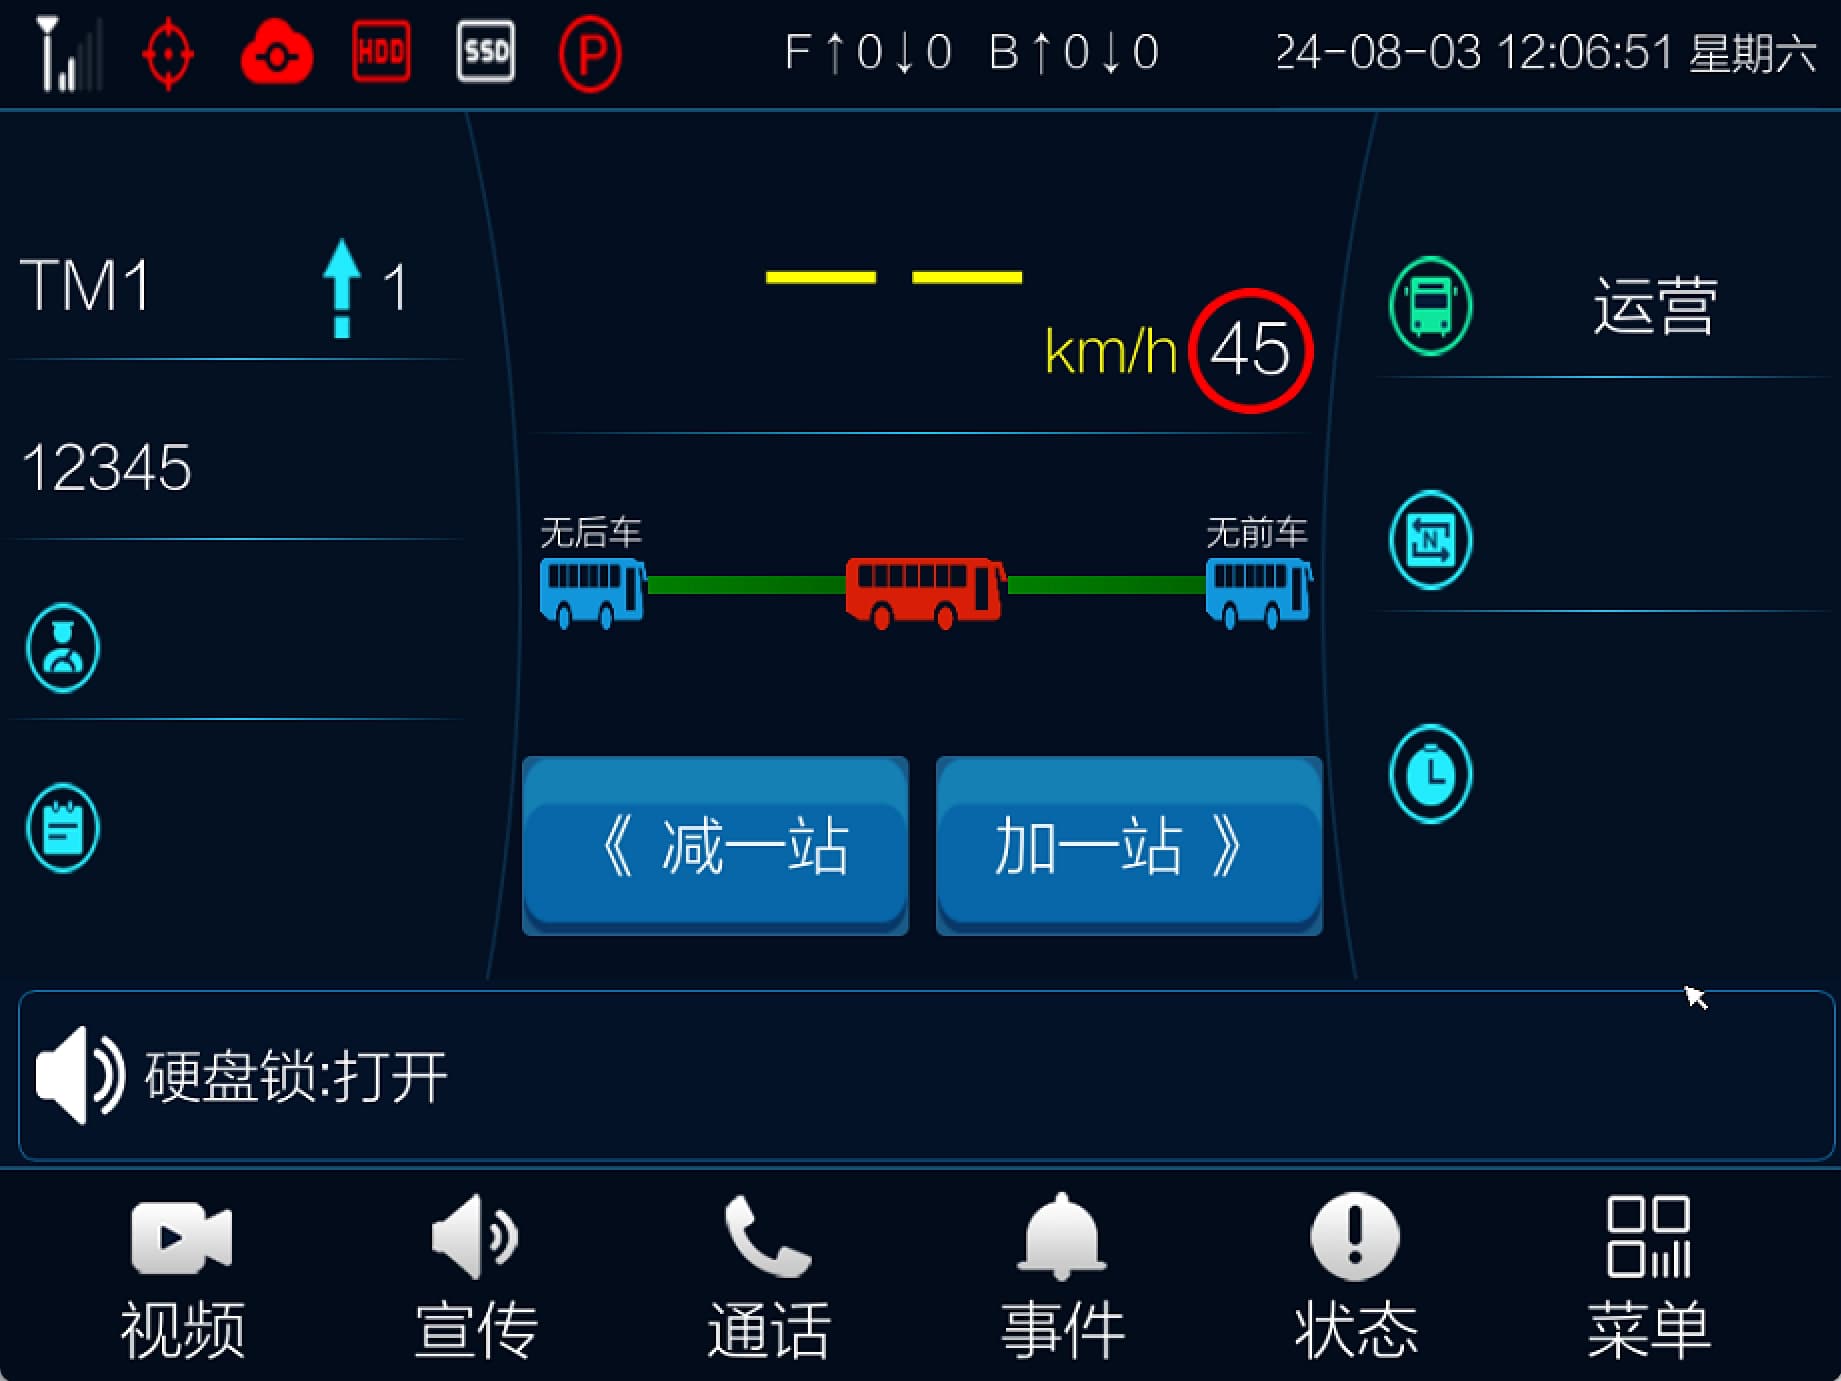 HDD SSD P F↑0↓0 B↑0↓0 24-08-03 12:06:51 星期六
TM1 1
km/h 45
运营
12345
无后车 无前车
N
《 减一站 加一站 》
硬盘锁:打开
视频 宣传 通话 事件 状态 菜单